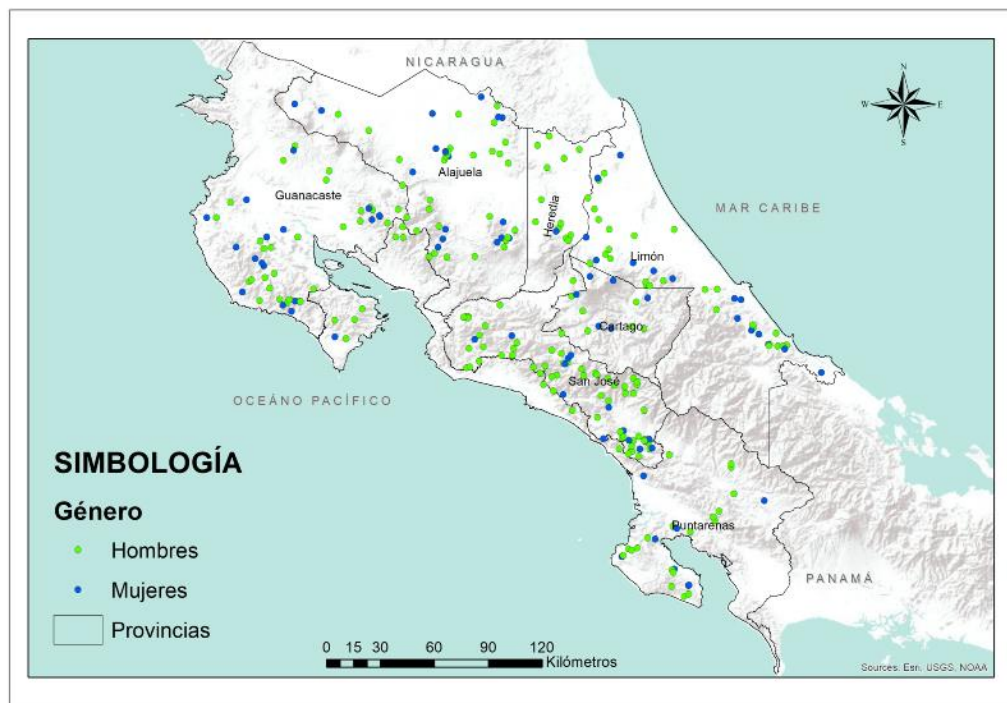 NICARAGUA
N
W
E
S
Alajuela
Guanacaste
Heredia
MAR CARIBE
Limón
Cartago
San José
OCEÁNO PACÍFICO
SIMBOLOGÍA
Género
Hombres
Mujeres
Provincias
Puntarenas
PANAMÁ
0 15 30 60 90 120
Kilómetros
Sources: Esri, USGS, NOAA